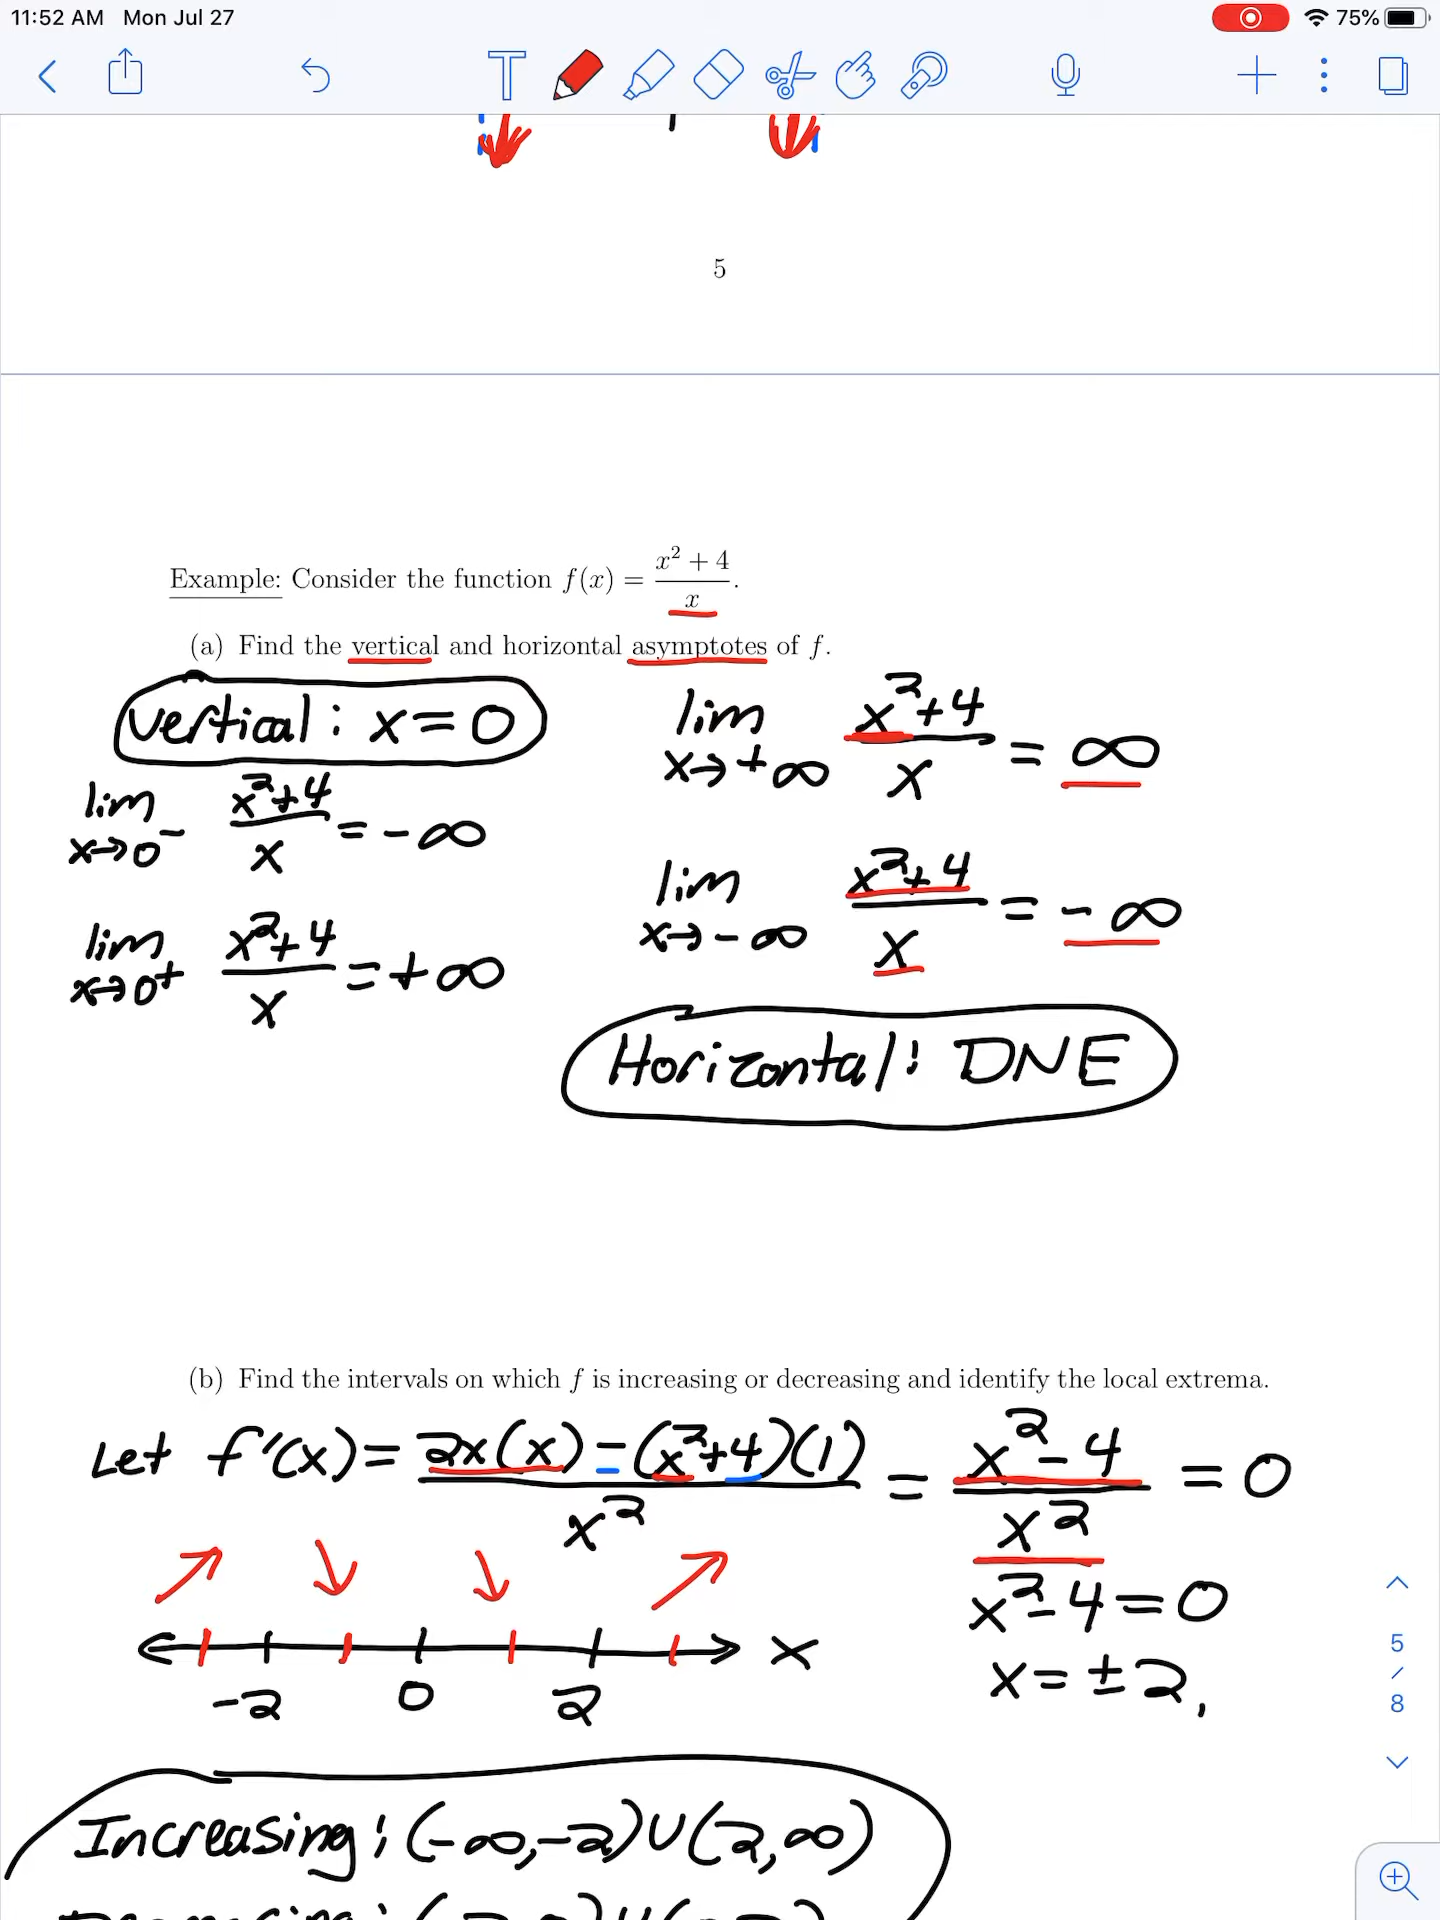 11:52 AM Mon Jul 27
75%
T
5
Example: Consider the function f(x) = (x² + 4)/x.
(a) Find the vertical and horizontal asymptotes of f.
Vertical: x = 0
lim x→0⁻ (x²+4)/x = -∞
lim x→0⁺ (x²+4)/x = +∞
lim x→+∞ (x²+4)/x = ∞
lim x→-∞ (x²+4)/x = -∞
Horizontal: DNE
(b) Find the intervals on which f is increasing or decreasing and identify the local extrema.
Let f'(x) = (2x(x) - (x²+4)(1))/x² = (x²-4)/x² = 0
x²-4=0
x = ±2,
-2 0 2 x
5
/
8
Increasing: (-∞,-2)∪(2,∞)